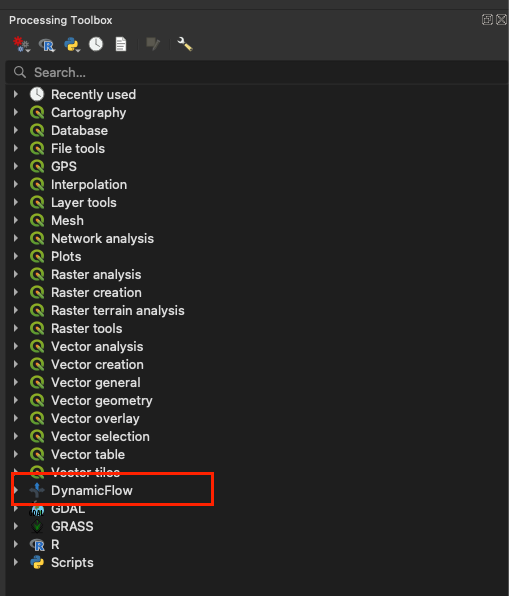 Processing Toolbox
Search...
Recently used
Cartography
Database
File tools
GPS
Interpolation
Layer tools
Mesh
Network analysis
Plots
Raster analysis
Raster creation
Raster terrain analysis
Raster tools
Vector analysis
Vector creation
Vector general
Vector geometry
Vector overlay
Vector selection
Vector table
Vector tiles
DynamicFlow
GDAL
GRASS
R
Scripts